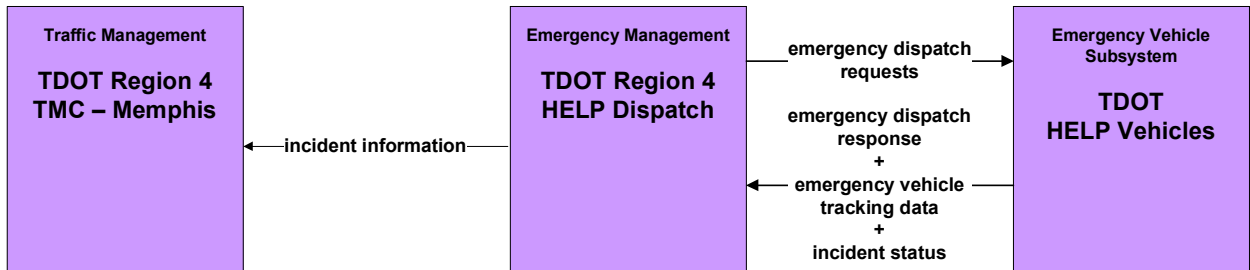 Traffic Management
TDOT Region 4
TMC – Memphis
incident information
Emergency Management
TDOT Region 4
HELP Dispatch
emergency dispatch
requests
emergency dispatch
response
+
emergency vehicle
tracking data
+
incident status
Emergency Vehicle
Subsystem
TDOT
HELP Vehicles